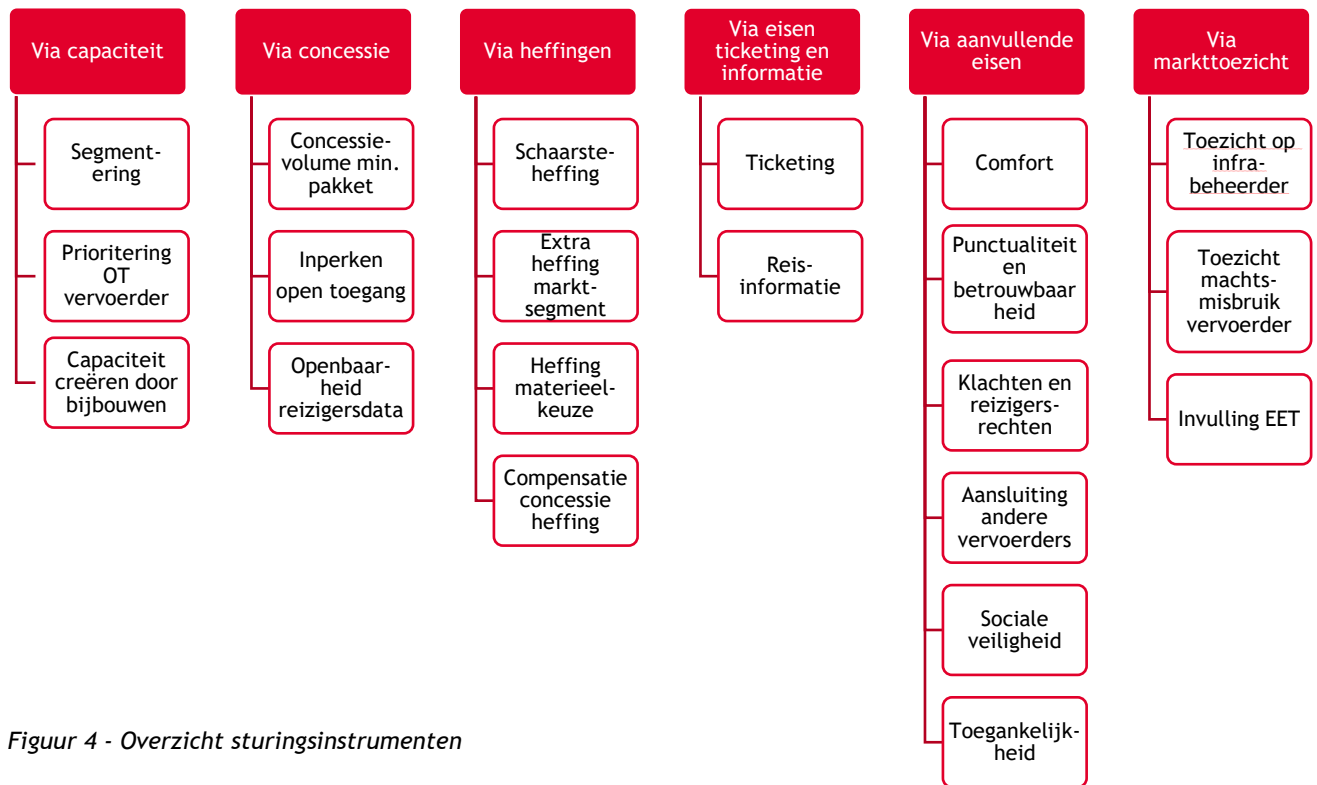 Via capaciteit
Segment-
ering
Prioritering
OT
vervoerder
Capaciteit
creëren door
bijbouwen
Via concessie
Concessie-
volume min.
pakket
Inperken
open toegang
Openbaar-
heid
reizigersdata
Via heffingen
Schaarste-
heffing
Extra
heffing
markt-
segment
Heffing
materieel-
keuze
Compensatie
concessie
heffing
Via eisen
ticketing en
informatie
Ticketing
Reis-
informatie
Via aanvullende
eisen
Comfort
Punctualiteit
en
betrouwbaar
heid
Klachten en
reizigers-
rechten
Aansluiting
andere
vervoerders
Sociale
veiligheid
Toegankelijk-
heid
Via
markttoezicht
Toezicht op
infra-
beheerder
Toezicht
machts-
misbruik
vervoerder
Invulling EET
Figuur 4 - Overzicht sturingsinstrumenten